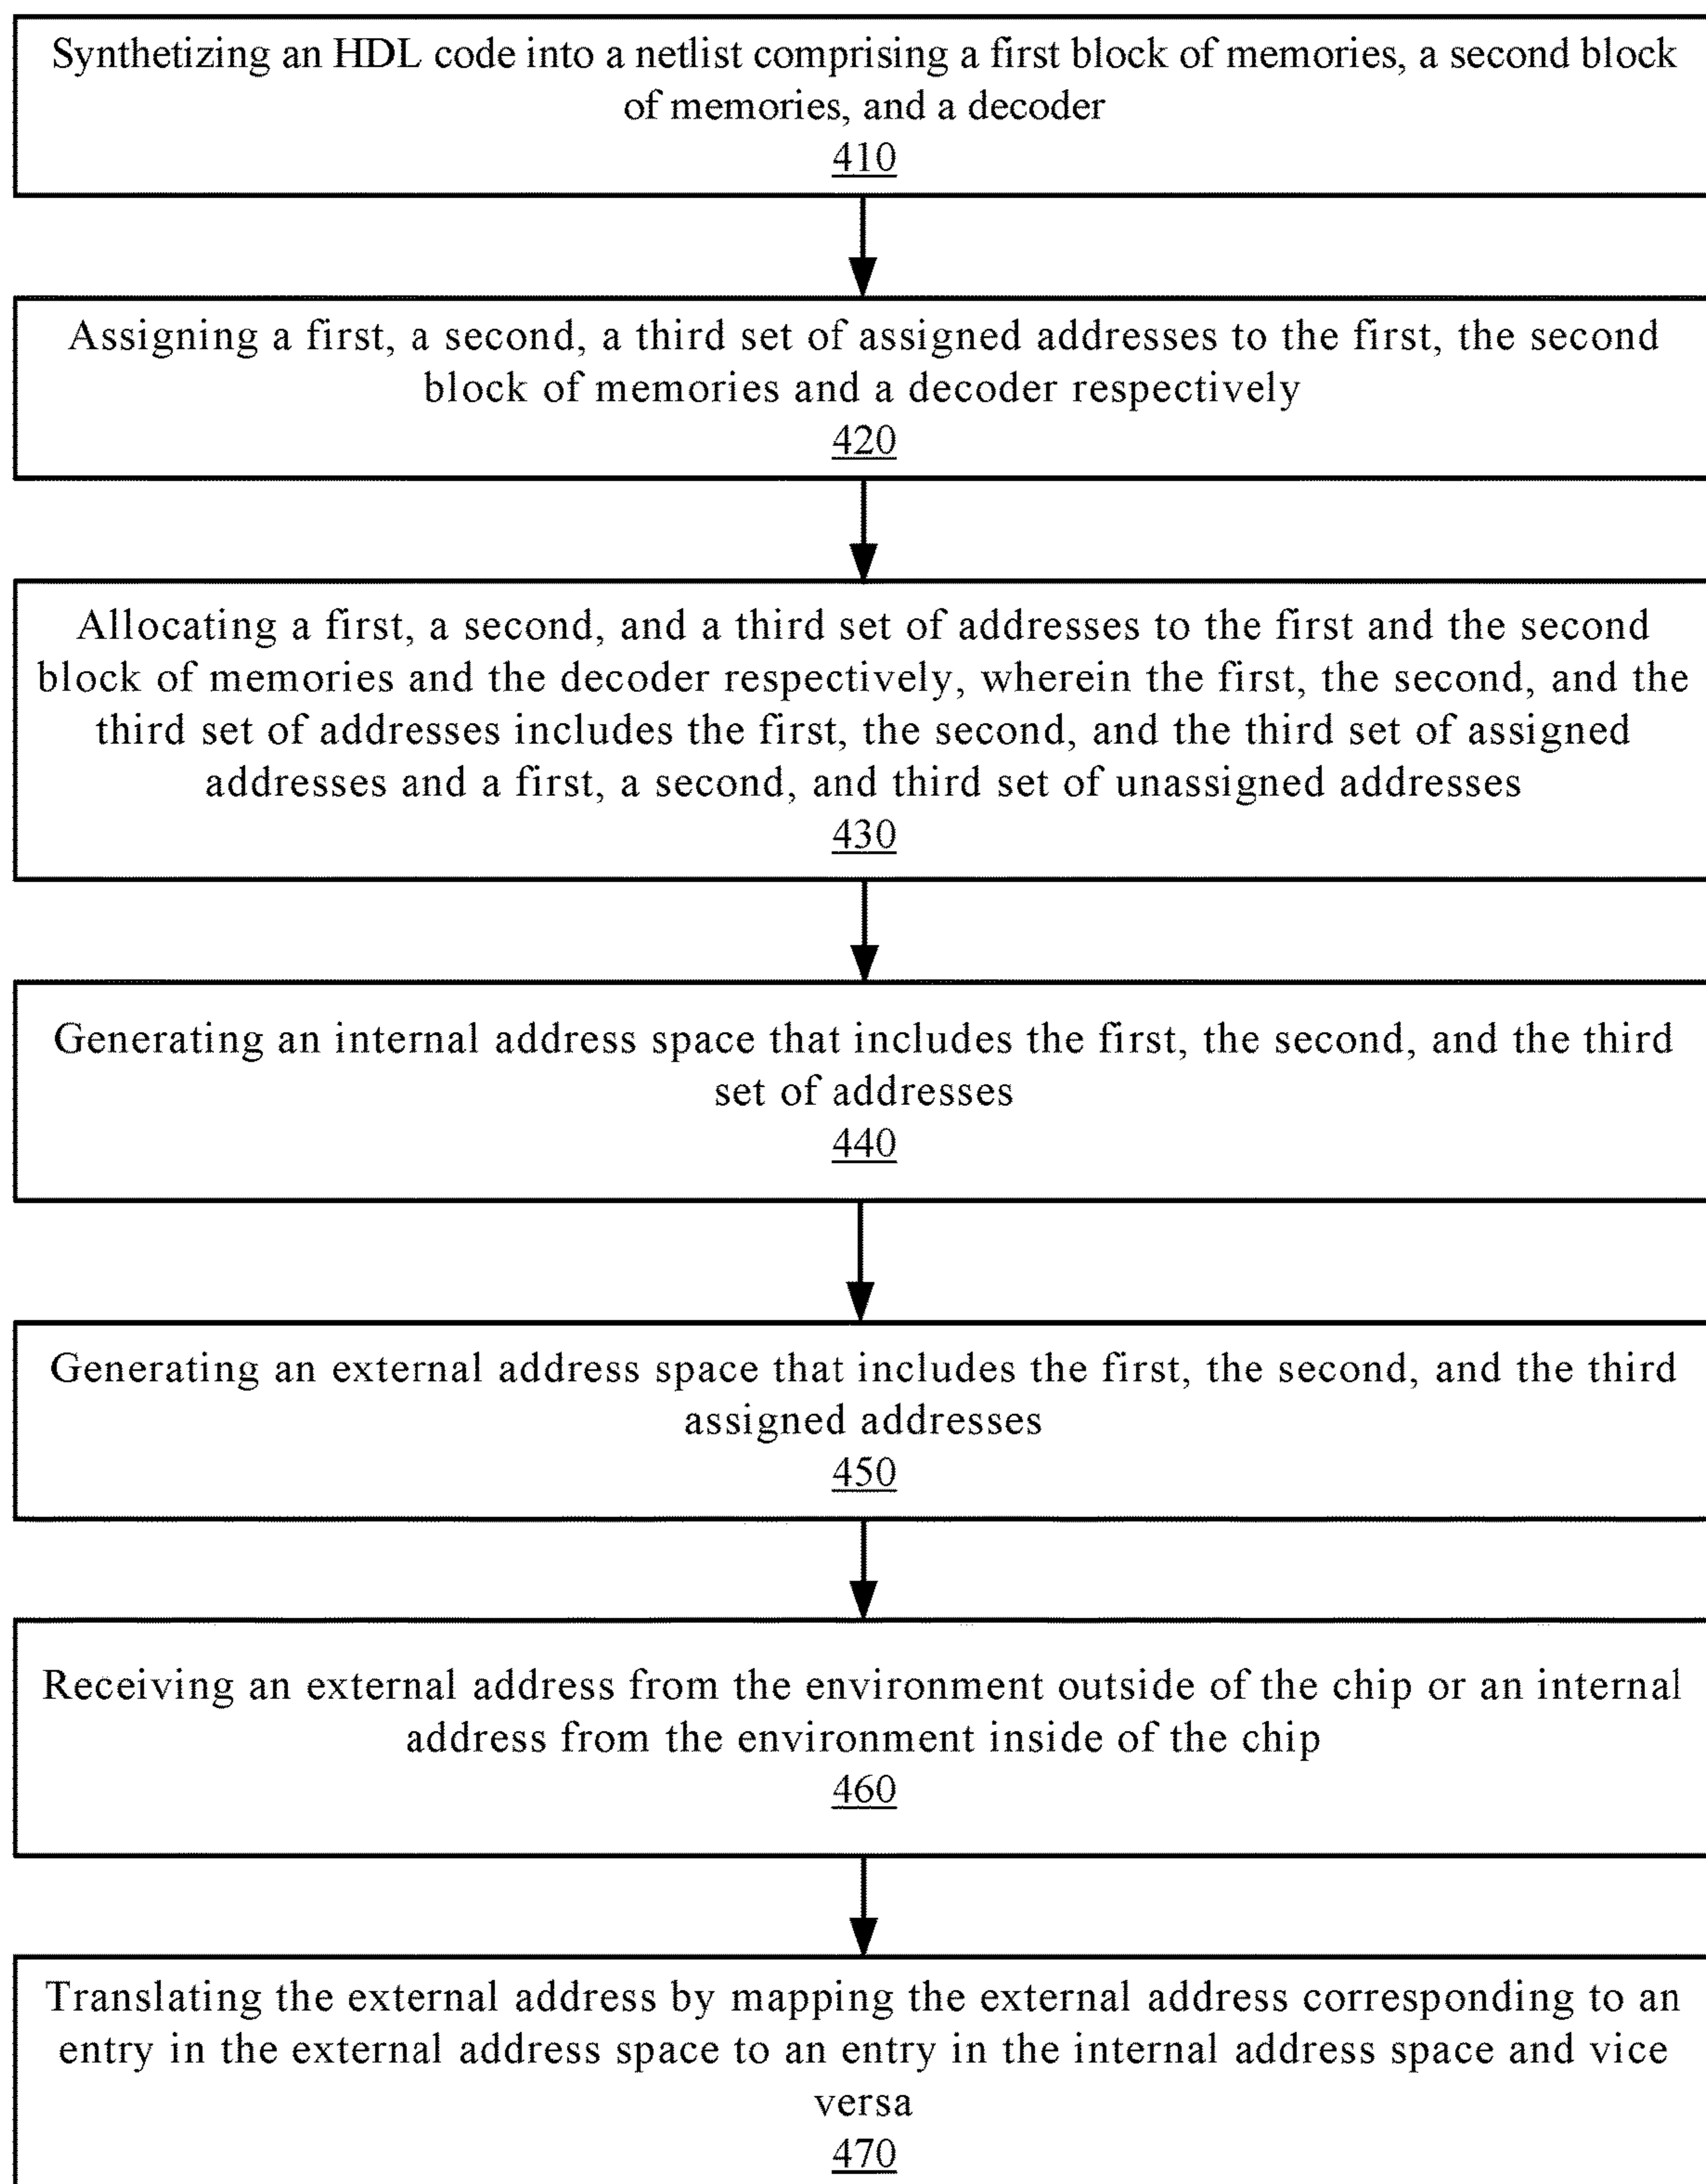 Synthetizing an HDL code into a netlist comprising a first block of memories, a second block
of memories, and a decoder
410
Assigning a first, a second, a third set of assigned addresses to the first, the second
block of memories and a decoder respectively
420
Allocating a first, a second, and a third set of addresses to the first and the second
block of memories and the decoder respectively, wherein the first, the second, and the
third set of addresses includes the first, the second, and the third set of assigned
addresses and a first, a second, and third set of unassigned addresses
430
Generating an internal address space that includes the first, the second, and the third
set of addresses
440
Generating an external address space that includes the first, the second, and the third
assigned addresses
450
Receiving an external address from the environment outside of the chip or an internal
address from the environment inside of the chip
460
Translating the external address by mapping the external address corresponding to an
entry in the external address space to an entry in the internal address space and vice
versa
470